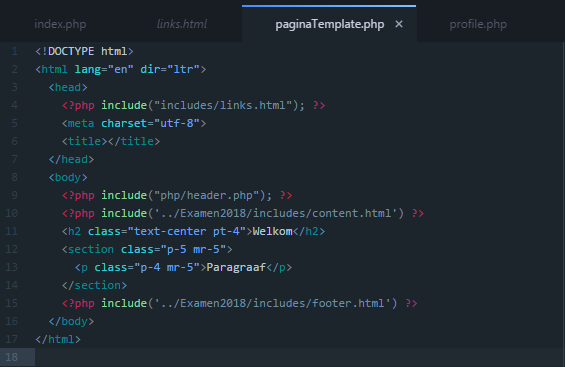 index.php links.html paginaTemplate.php × profile.php
1 <!DOCTYPE html>
2 <html lang="en" dir="ltr">
3   <head>
4     <?php include("includes/links.html"); ?>
5     <meta charset="utf-8">
6     <title></title>
7   </head>
8   <body>
9     <?php include("php/header.php"); ?>
10     <?php include('../Examen2018/includes/content.html') ?>
11     <h2 class="text-center pt-4">Welkom</h2>
12     <section class="p-5 mr-5">
13       <p class="p-4 mr-5">Paragraaf</p>
14     </section>
15     <?php include('../Examen2018/includes/footer.html') ?>
16   </body>
17 </html>
18